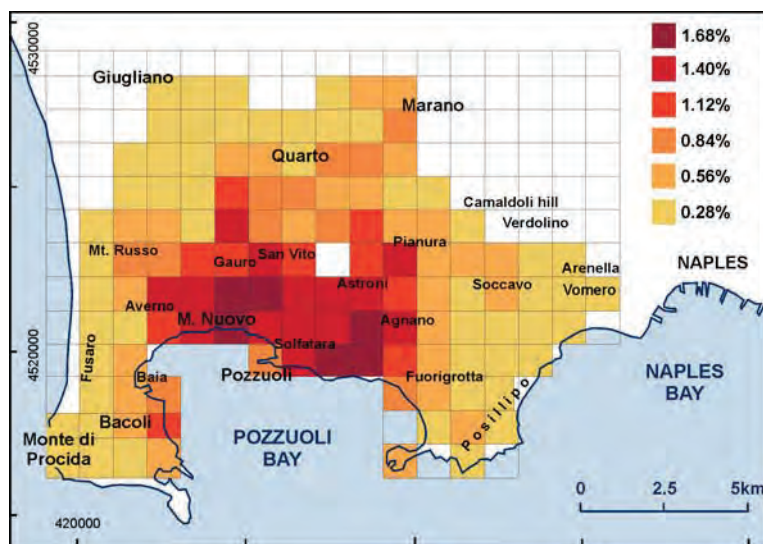 4530000
Giugliano
Marano
Quarto
Camaldoli hill
Verdolino
Mt. Russo
Gauro
San Vito
Pianura
Averno
Astroni
Soccavo
Arenella
Vomero
NAPLES
M. Nuovo
Agnano
Solfatara
4520000
Fusaro
Baia
Pozzuoli
Fuorigrotta
Posillipo
NAPLES
BAY
Bacoli
Monte di
Procida
POZZUOLI
BAY
420000
1.68%
1.40%
1.12%
0.84%
0.56%
0.28%
0 2.5 5km